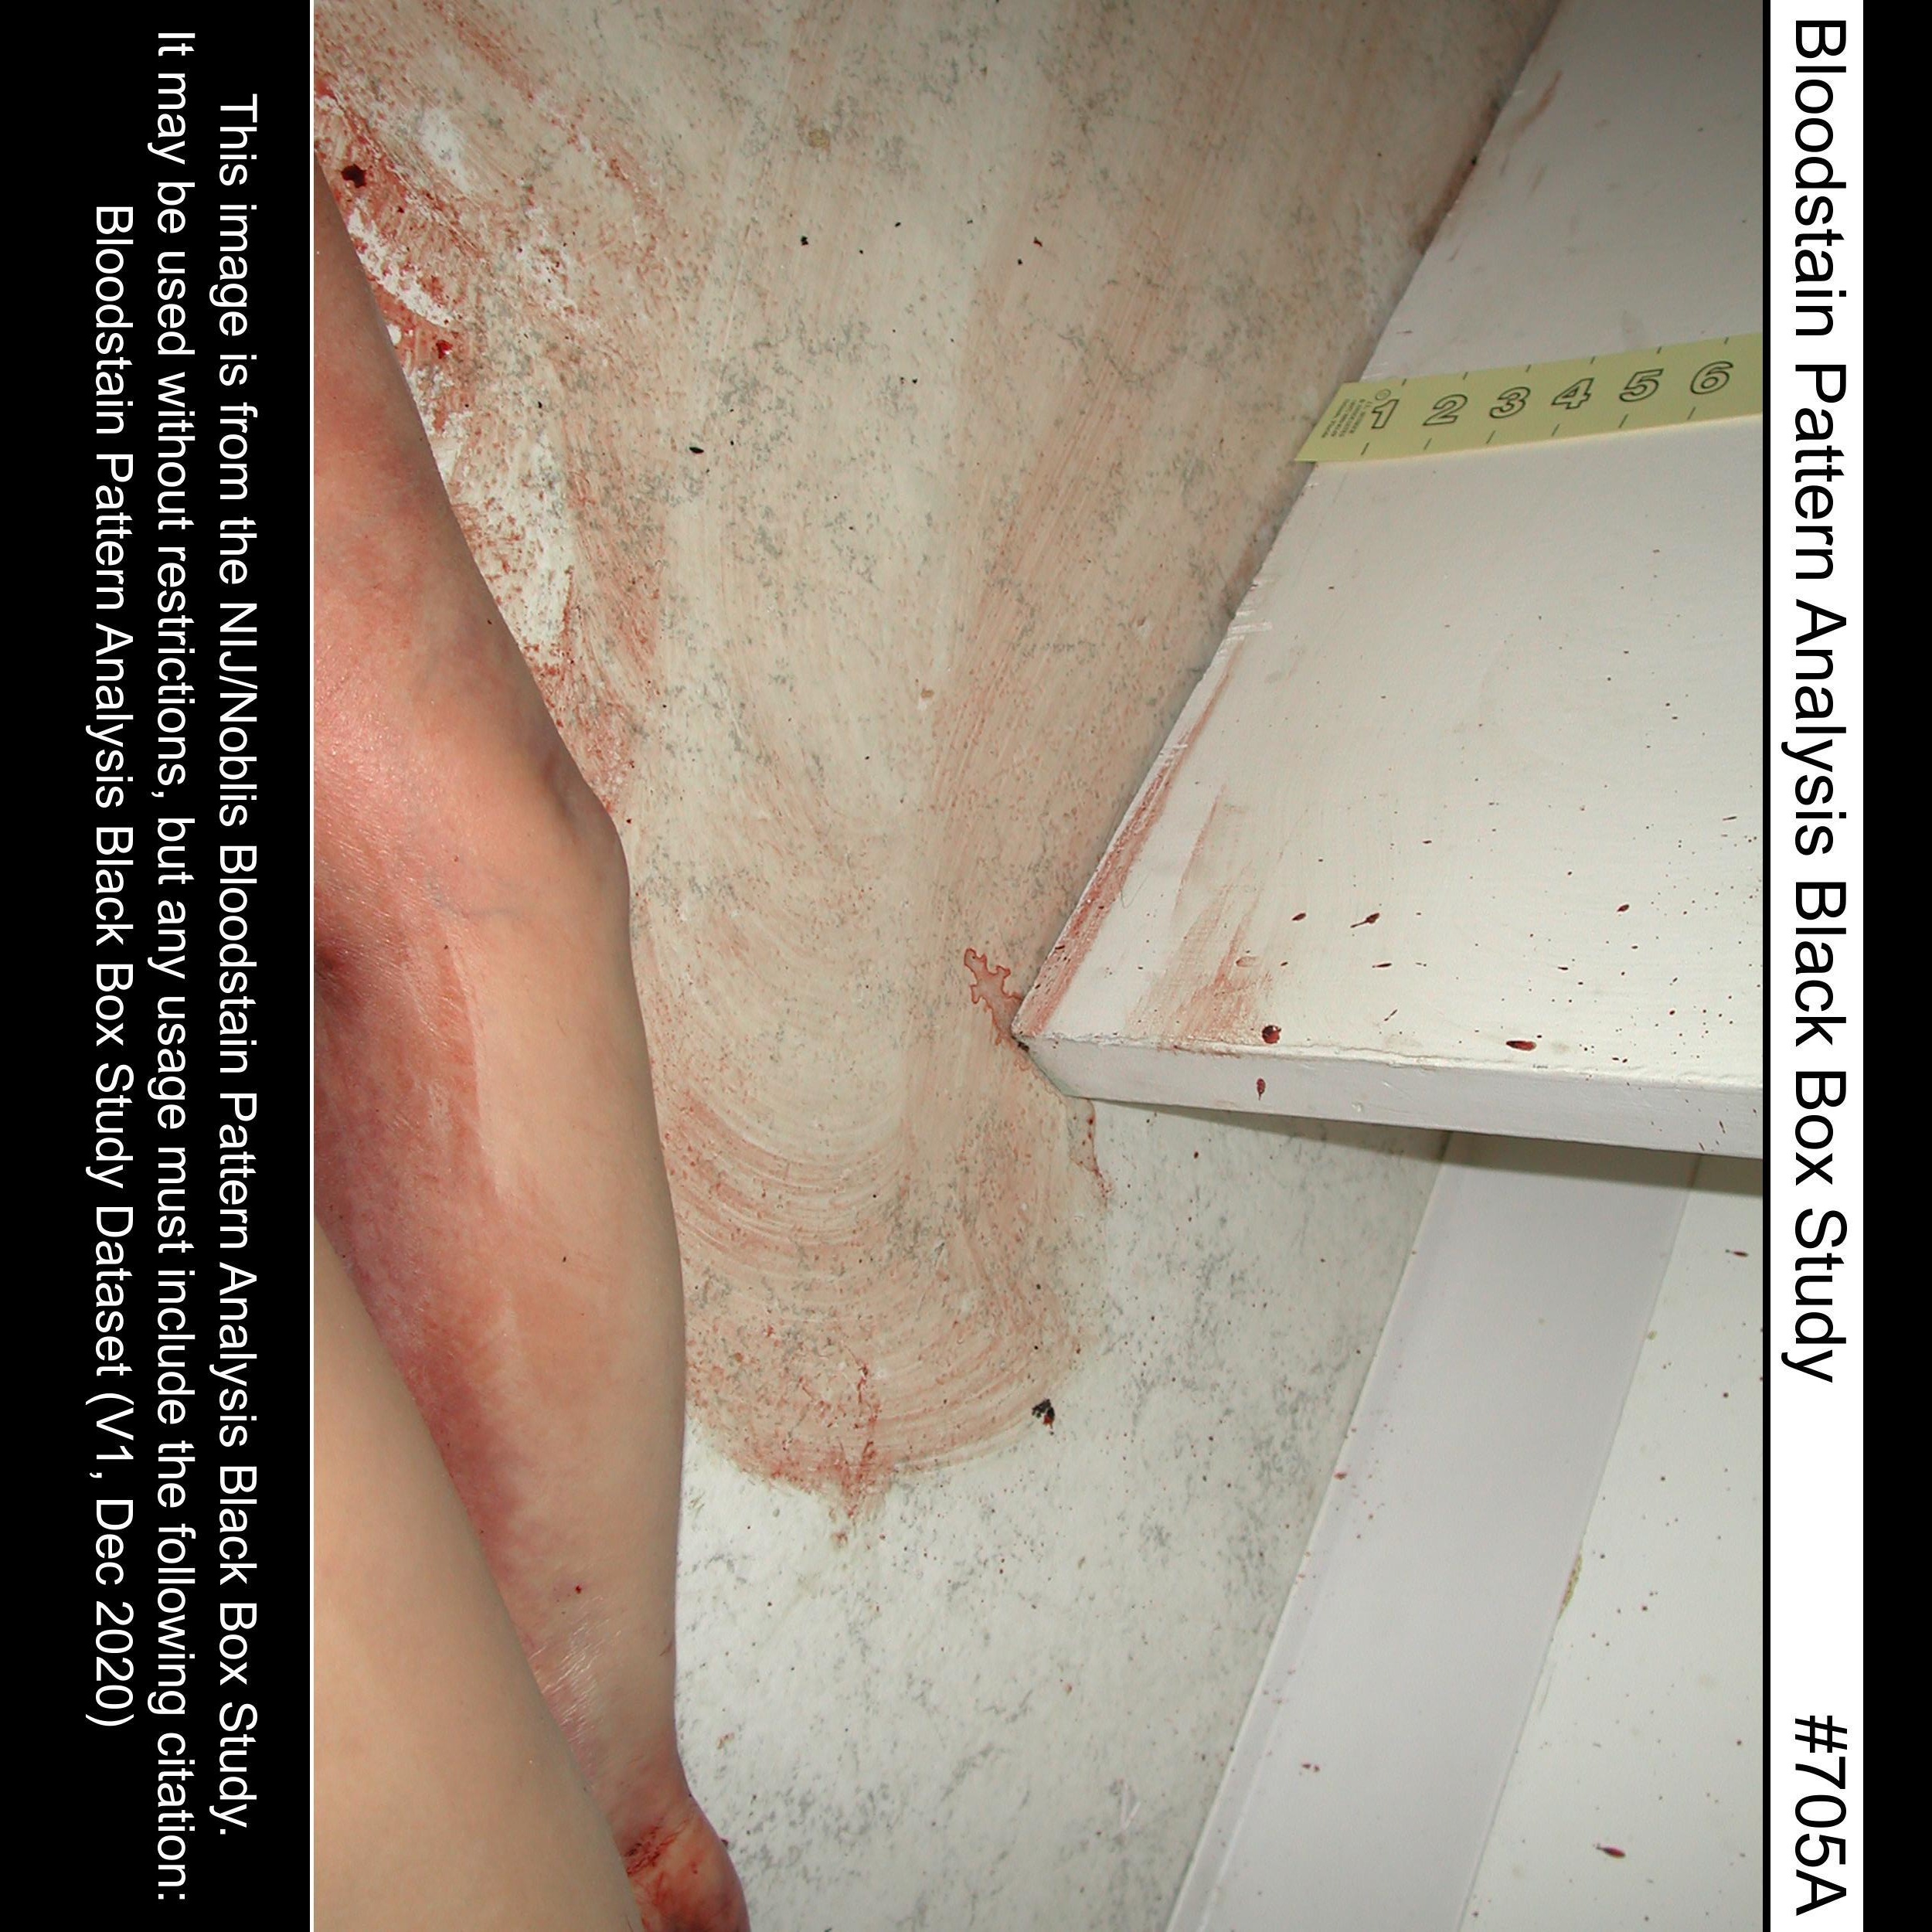 Bloodstain Pattern Analysis Black Box Study #705A
1 2 3 4 5 6
This image is from the NIJ/Noblis Bloodstain Pattern Analysis Black Box Study.
It may be used without restrictions, but any usage must include the following citation:
Bloodstain Pattern Analysis Black Box Study Dataset (V1, Dec 2020)